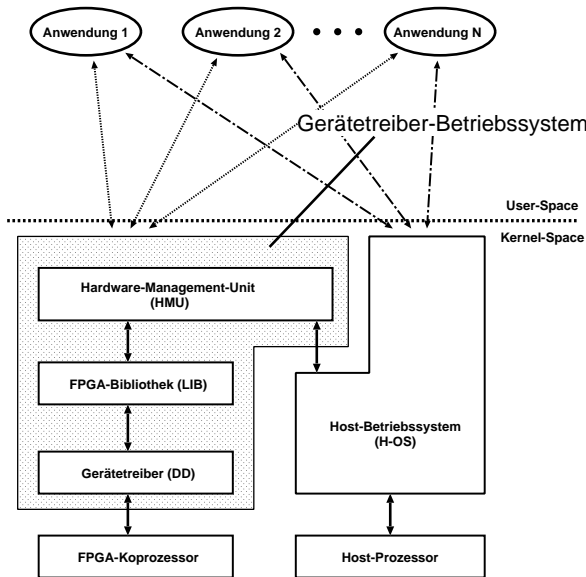 Anwendung 1
Anwendung 2
Anwendung N
Gerätetreiber-Betriebssystem
User-Space
Kernel-Space
Hardware-Management-Unit
(HMU)
FPGA-Bibliothek (LIB)
Host-Betriebssystem
(H-OS)
Gerätetreiber (DD)
FPGA-Koprozessor
Host-Prozessor